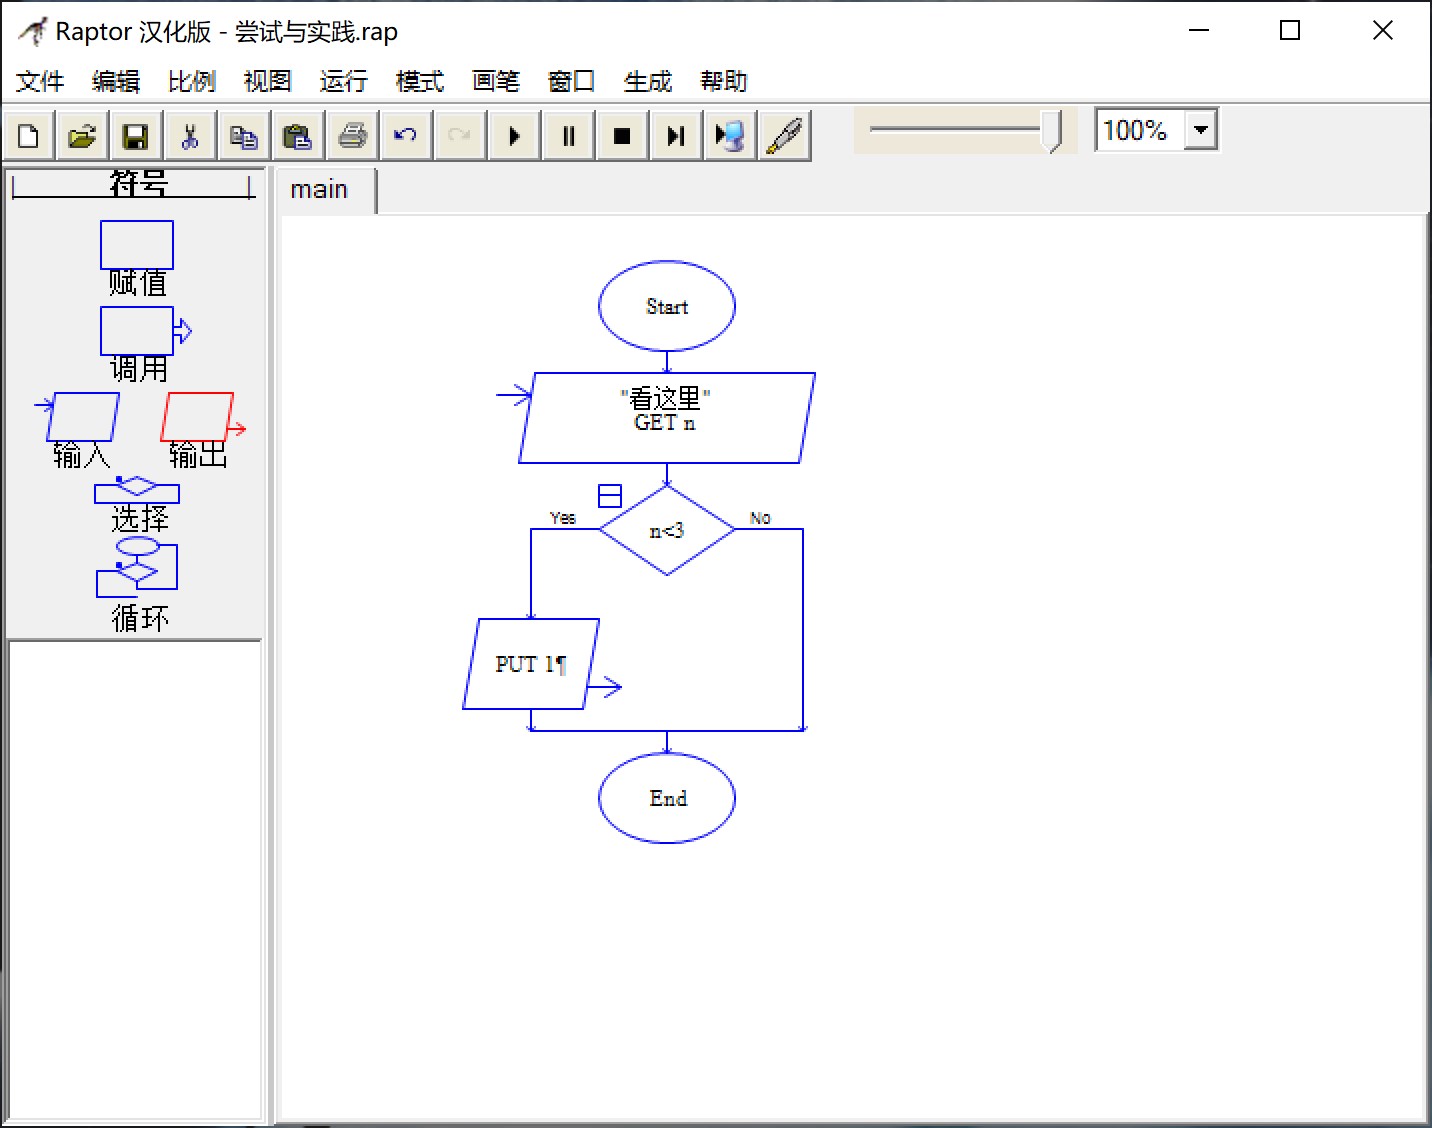 Raptor 汉化版 - 尝试与实践.rap
文件 编辑 比例 视图 运行 模式 画笔 窗口 生成 帮助
100%
符号
main
赋值
调用
输入 输出
选择
循环
Start
"看这里"
GET n
Yes
n<3
No
PUT 1¶
End